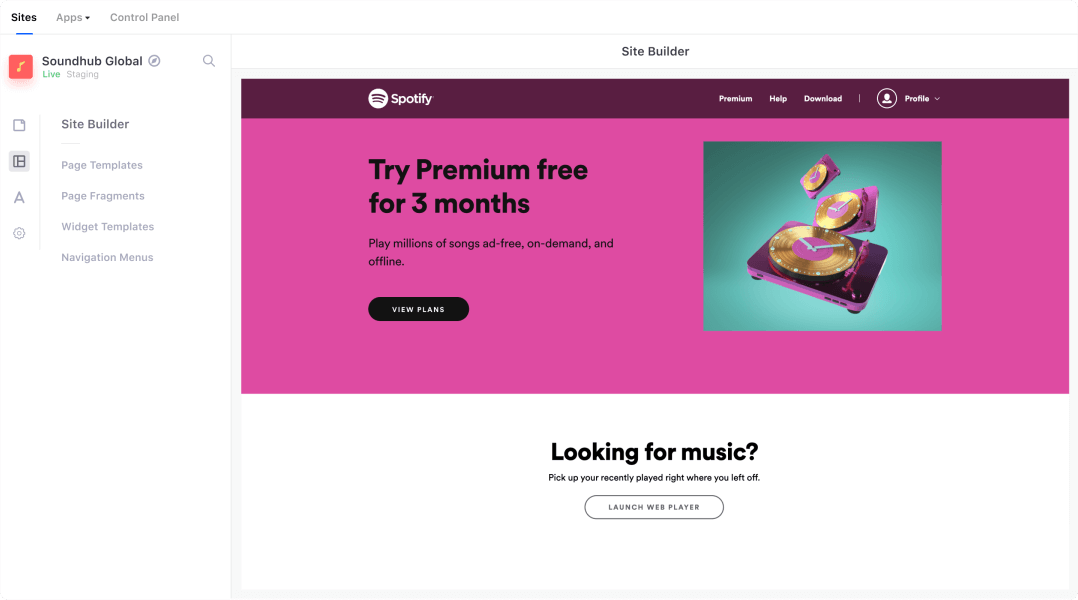 Sites Apps Control Panel
Soundhub Global
Live Staging
Site Builder
Page Templates
Page Fragments
Widget Templates
Navigation Menus
Site Builder
Spotify
Premium Help Download | Profile
Try Premium free
for 3 months
Play millions of songs ad-free, on-demand, and
offline.
VIEW PLANS
Looking for music?
Pick up your recently played right where you left off.
LAUNCH WEB PLAYER